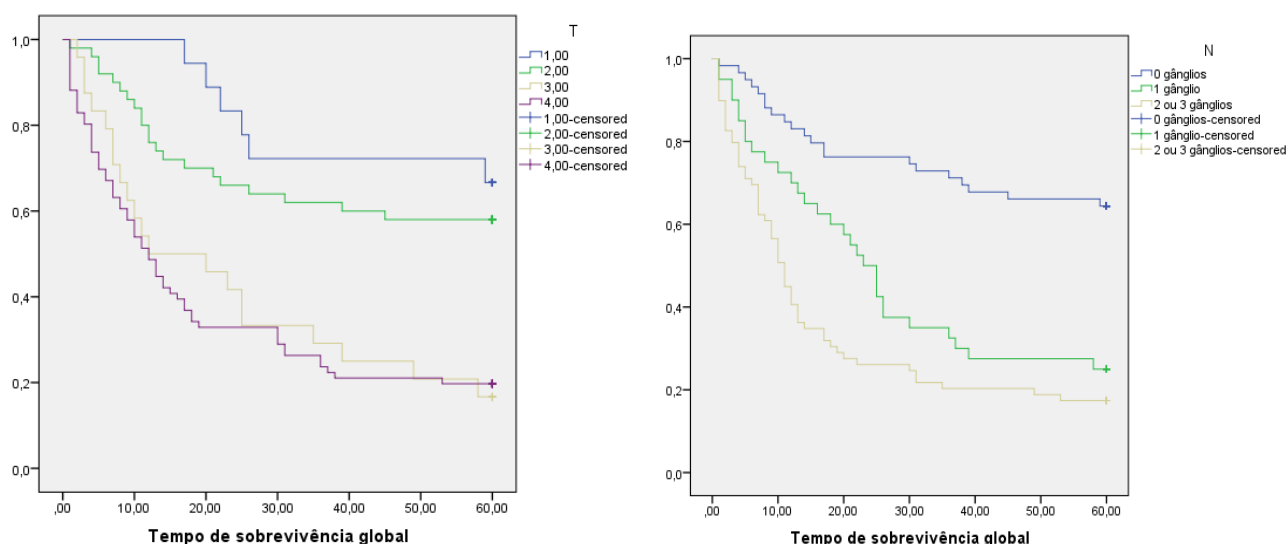 T
1,0
0,8
0,6
0,4
0,2
0,0
,00 10,00 20,00 30,00 40,00 50,00 60,00
Tempo de sobrevivência global
1,00
2,00
3,00
4,00
1,00-censored
2,00-censored
3,00-censored
4,00-censored
N
1,0
0,8
0,6
0,4
0,2
0,0
,00 10,00 20,00 30,00 40,00 50,00 60,00
Tempo de sobrevivência global
0 gânglios
1 gânglio
2 ou 3 gânglios
0 gânglios-censored
1 gânglio-censored
2 ou 3 gânglios-censored